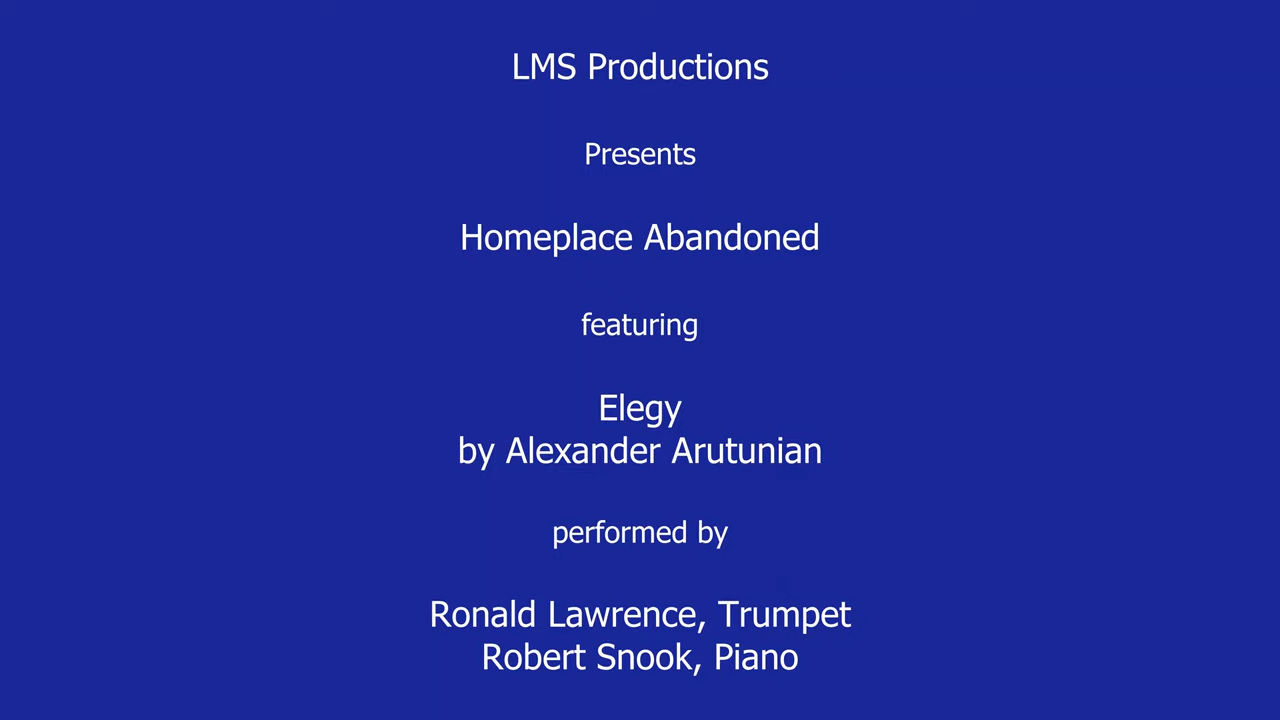 LMS Productions
Presents
Homeplace Abandoned
featuring
Elegy
by Alexander Arutunian
performed by
Ronald Lawrence, Trumpet
Robert Snook, Piano